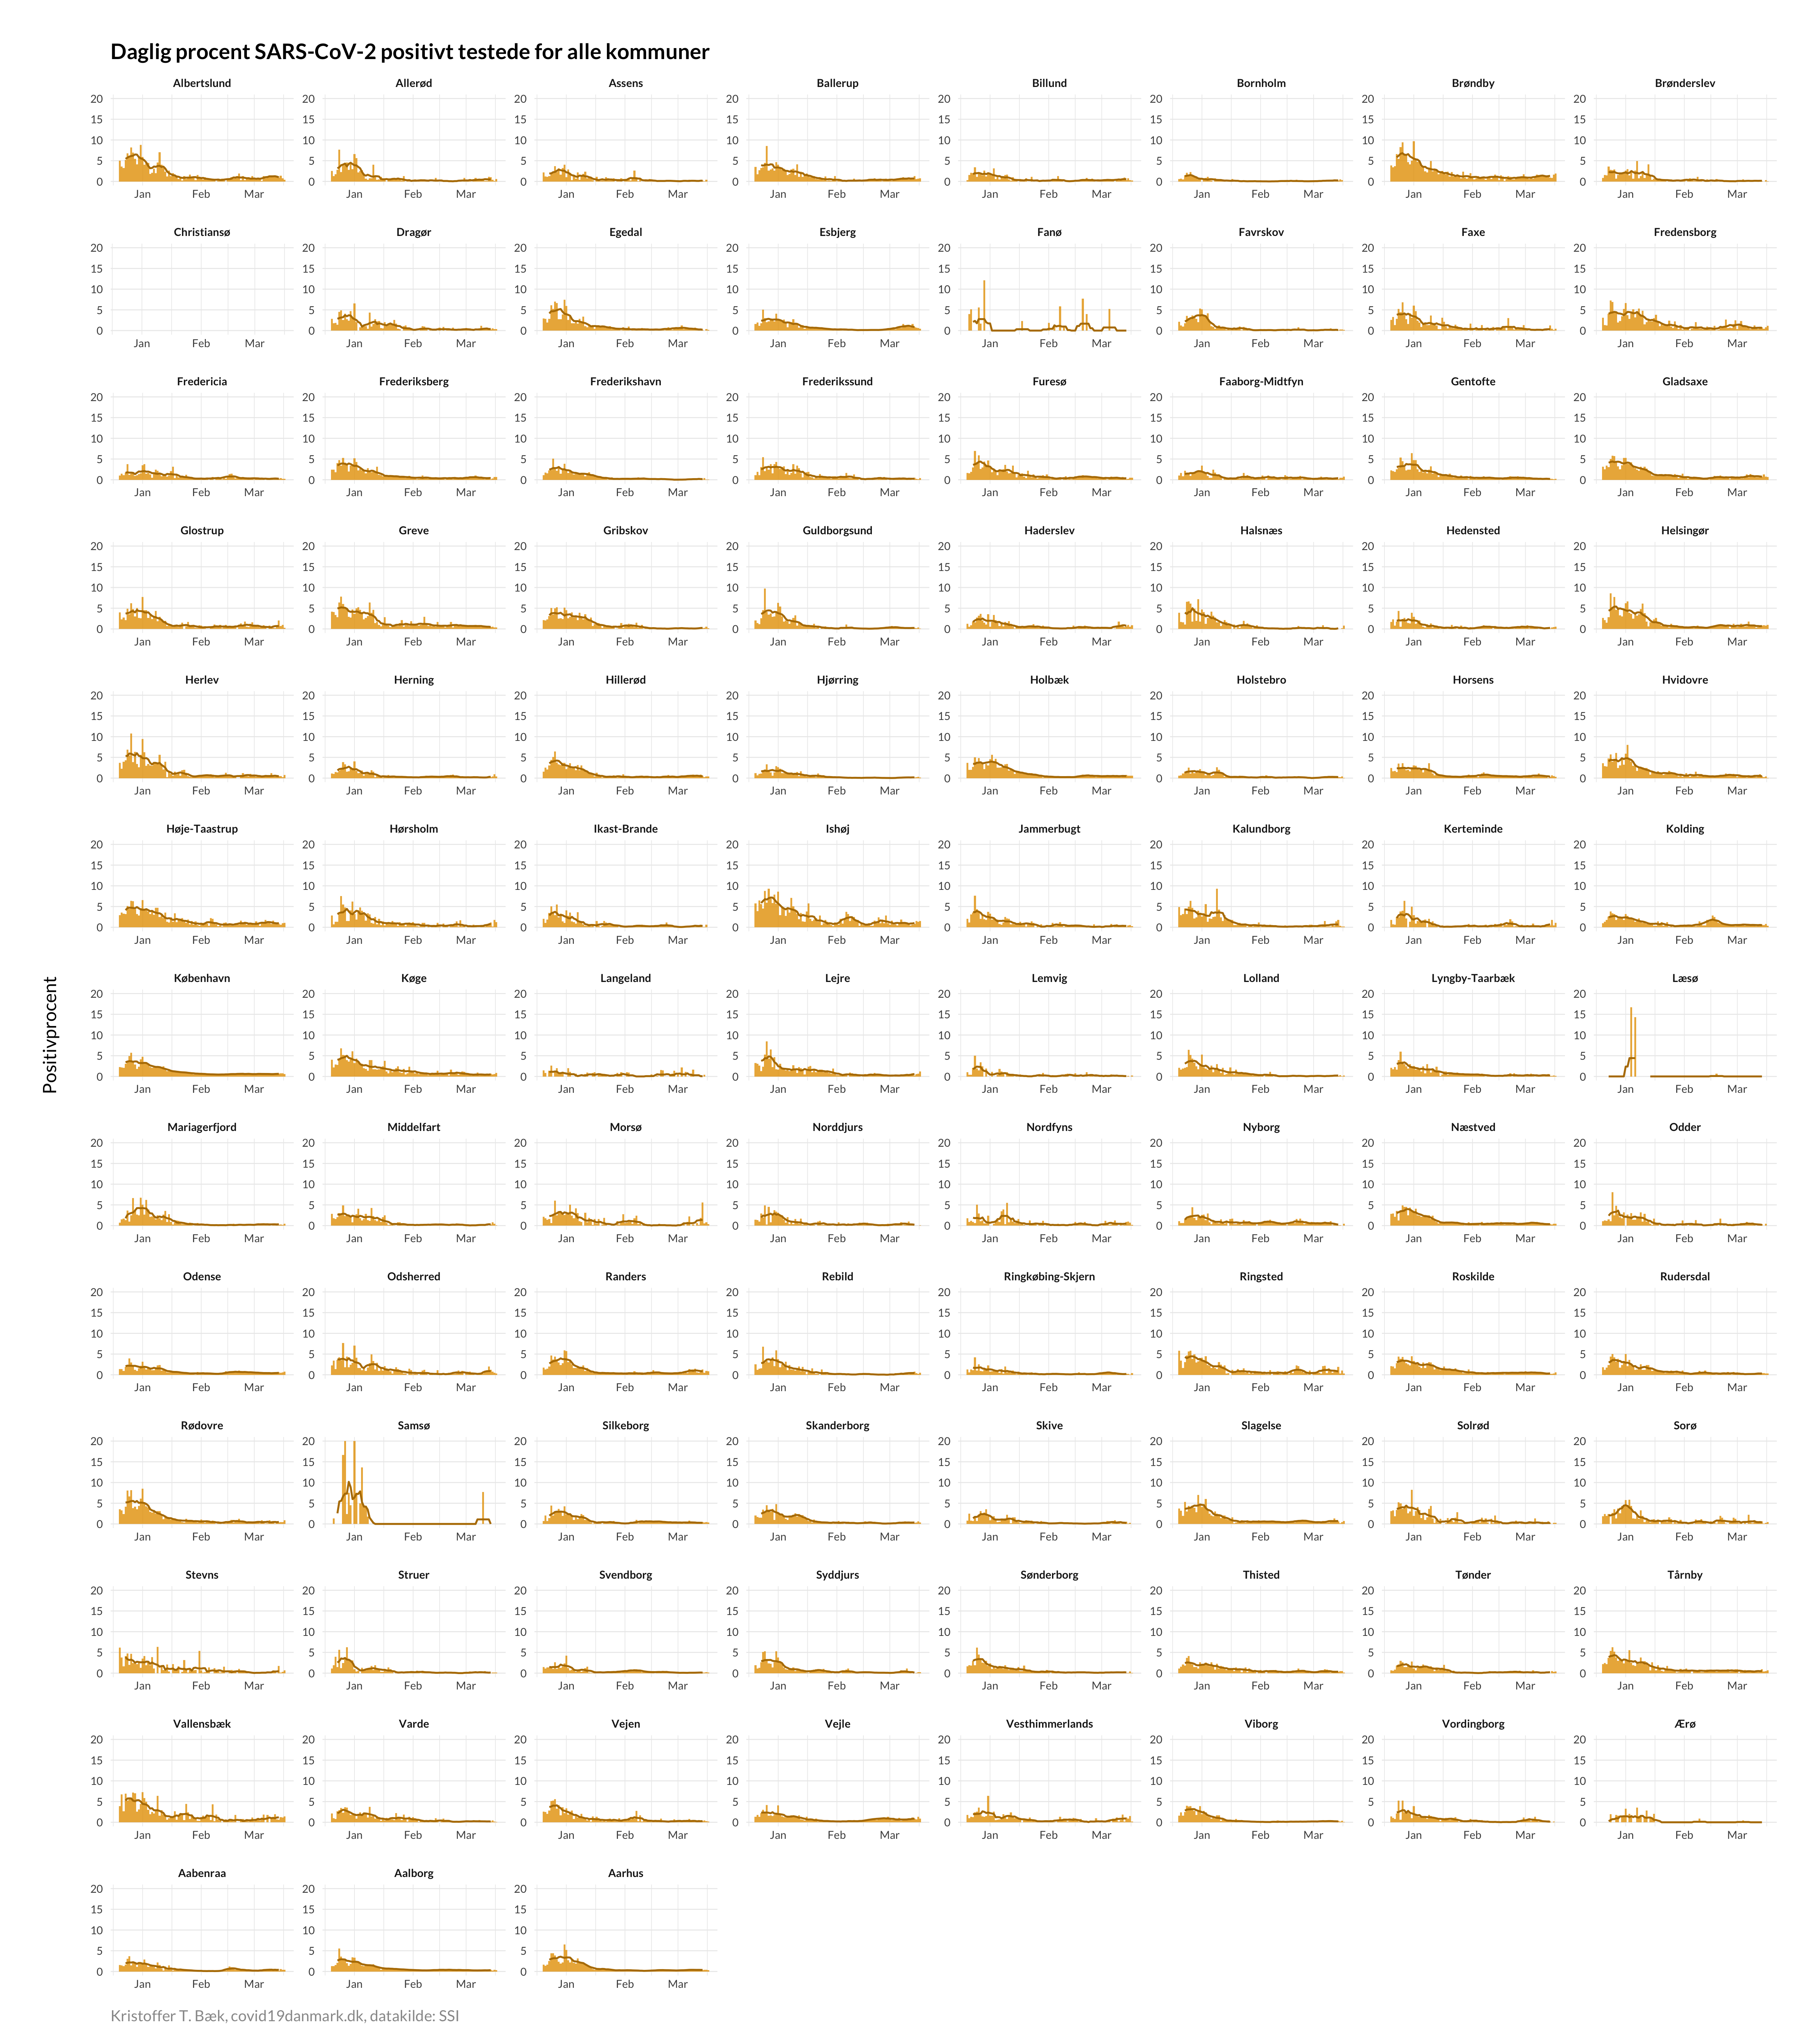 Daglig procent SARS-CoV-2 positivt testede for alle kommuner
Positivprocent
Albertslund Allerød Assens Ballerup Billund Bornholm Brøndby Brønderslev
20 20 20 20 20 20 20 20
15 15 15 15 15 15 15 15
10 10 10 10 10 10 10 10
5 5 5 5 5 5 5 5
0 0 0 0 0 0 0 0
Jan Feb Mar Jan Feb Mar Jan Feb Mar Jan Feb Mar Jan Feb Mar Jan Feb Mar Jan Feb Mar Jan Feb Mar
Christiansø Dragør Egedal Esbjerg Fanø Favrskov Faxe Fredensborg
20 20 20 20 20 20 20 20
15 15 15 15 15 15 15 15
10 10 10 10 10 10 10 10
5 5 5 5 5 5 5 5
0 0 0 0 0 0 0 0
Jan Feb Mar Jan Feb Mar Jan Feb Mar Jan Feb Mar Jan Feb Mar Jan Feb Mar Jan Feb Mar Jan Feb Mar
Fredericia Frederiksberg Frederikshavn Frederikssund Furesø Faaborg-Midtfyn Gentofte Gladsaxe
20 20 20 20 20 20 20 20
15 15 15 15 15 15 15 15
10 10 10 10 10 10 10 10
5 5 5 5 5 5 5 5
0 0 0 0 0 0 0 0
Jan Feb Mar Jan Feb Mar Jan Feb Mar Jan Feb Mar Jan Feb Mar Jan Feb Mar Jan Feb Mar Jan Feb Mar
Glostrup Greve Gribskov Guldborgsund Haderslev Halsnæs Hedensted Helsingør
20 20 20 20 20 20 20 20
15 15 15 15 15 15 15 15
10 10 10 10 10 10 10 10
5 5 5 5 5 5 5 5
0 0 0 0 0 0 0 0
Jan Feb Mar Jan Feb Mar Jan Feb Mar Jan Feb Mar Jan Feb Mar Jan Feb Mar Jan Feb Mar Jan Feb Mar
Herlev Herning Hillerød Hjørring Holbæk Holstebro Horsens Hvidovre
20 20 20 20 20 20 20 20
15 15 15 15 15 15 15 15
10 10 10 10 10 10 10 10
5 5 5 5 5 5 5 5
0 0 0 0 0 0 0 0
Jan Feb Mar Jan Feb Mar Jan Feb Mar Jan Feb Mar Jan Feb Mar Jan Feb Mar Jan Feb Mar Jan Feb Mar
Høje-Taastrup Hørsholm Ikast-Brande Ishøj Jammerbugt Kalundborg Kerteminde Kolding
20 20 20 20 20 20 20 20
15 15 15 15 15 15 15 15
10 10 10 10 10 10 10 10
5 5 5 5 5 5 5 5
0 0 0 0 0 0 0 0
Jan Feb Mar Jan Feb Mar Jan Feb Mar Jan Feb Mar Jan Feb Mar Jan Feb Mar Jan Feb Mar Jan Feb Mar
København Køge Langeland Lejre Lemvig Lolland Lyngby-Taarbæk Læsø
20 20 20 20 20 20 20 20
15 15 15 15 15 15 15 15
10 10 10 10 10 10 10 10
5 5 5 5 5 5 5 5
0 0 0 0 0 0 0 0
Jan Feb Mar Jan Feb Mar Jan Feb Mar Jan Feb Mar Jan Feb Mar Jan Feb Mar Jan Feb Mar Jan Feb Mar
Mariagerfjord Middelfart Morsø Norddjurs Nordfyns Nyborg Næstved Odder
20 20 20 20 20 20 20 20
15 15 15 15 15 15 15 15
10 10 10 10 10 10 10 10
5 5 5 5 5 5 5 5
0 0 0 0 0 0 0 0
Jan Feb Mar Jan Feb Mar Jan Feb Mar Jan Feb Mar Jan Feb Mar Jan Feb Mar Jan Feb Mar Jan Feb Mar
Odense Odsherred Randers Rebild Ringkøbing-Skjern Ringsted Roskilde Rudersdal
20 20 20 20 20 20 20 20
15 15 15 15 15 15 15 15
10 10 10 10 10 10 10 10
5 5 5 5 5 5 5 5
0 0 0 0 0 0 0 0
Jan Feb Mar Jan Feb Mar Jan Feb Mar Jan Feb Mar Jan Feb Mar Jan Feb Mar Jan Feb Mar Jan Feb Mar
Rødovre Samsø Silkeborg Skanderborg Skive Slagelse Solrød Sorø
20 20 20 20 20 20 20 20
15 15 15 15 15 15 15 15
10 10 10 10 10 10 10 10
5 5 5 5 5 5 5 5
0 0 0 0 0 0 0 0
Jan Feb Mar Jan Feb Mar Jan Feb Mar Jan Feb Mar Jan Feb Mar Jan Feb Mar Jan Feb Mar Jan Feb Mar
Stevns Struer Svendborg Syddjurs Sønderborg Thisted Tønder Tårnby
20 20 20 20 20 20 20 20
15 15 15 15 15 15 15 15
10 10 10 10 10 10 10 10
5 5 5 5 5 5 5 5
0 0 0 0 0 0 0 0
Jan Feb Mar Jan Feb Mar Jan Feb Mar Jan Feb Mar Jan Feb Mar Jan Feb Mar Jan Feb Mar Jan Feb Mar
Vallensbæk Varde Vejen Vejle Vesthimmerlands Viborg Vordingborg Ærø
20 20 20 20 20 20 20 20
15 15 15 15 15 15 15 15
10 10 10 10 10 10 10 10
5 5 5 5 5 5 5 5
0 0 0 0 0 0 0 0
Jan Feb Mar Jan Feb Mar Jan Feb Mar Jan Feb Mar Jan Feb Mar Jan Feb Mar Jan Feb Mar Jan Feb Mar
Aabenraa Aalborg Aarhus
20 20 20
15 15 15
10 10 10
5 5 5
0 0 0
Jan Feb Mar Jan Feb Mar Jan Feb Mar
Kristoffer T. Bæk, covid19danmark.dk, datakilde: SSI